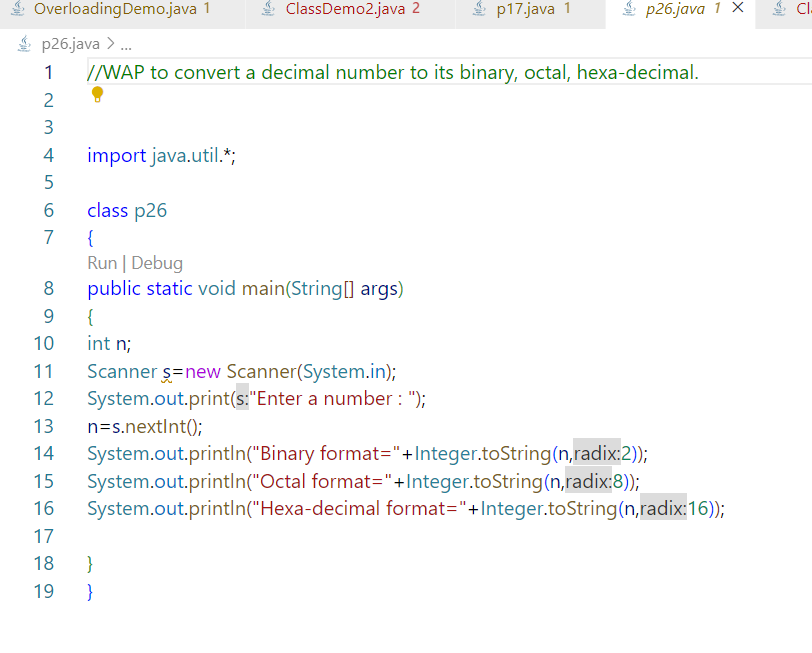 OverloadingDemo.java 1 ClassDemo2.java 2 p17.java 1 p26.java 1 × Cl
p26.java > ...
1 //WAP to convert a decimal number to its binary, octal, hexa-decimal.
2
3
4 import java.util.*;
5
6 class p26
7 {
Run | Debug
8 public static void main(String[] args)
9 {
10 int n;
11 Scanner s=new Scanner(System.in);
12 System.out.print(s:"Enter a number : ");
13 n=s.nextInt();
14 System.out.println("Binary format="+Integer.toString(n,radix:2));
15 System.out.println("Octal format="+Integer.toString(n,radix:8));
16 System.out.println("Hexa-decimal format="+Integer.toString(n,radix:16));
17
18 }
19 }